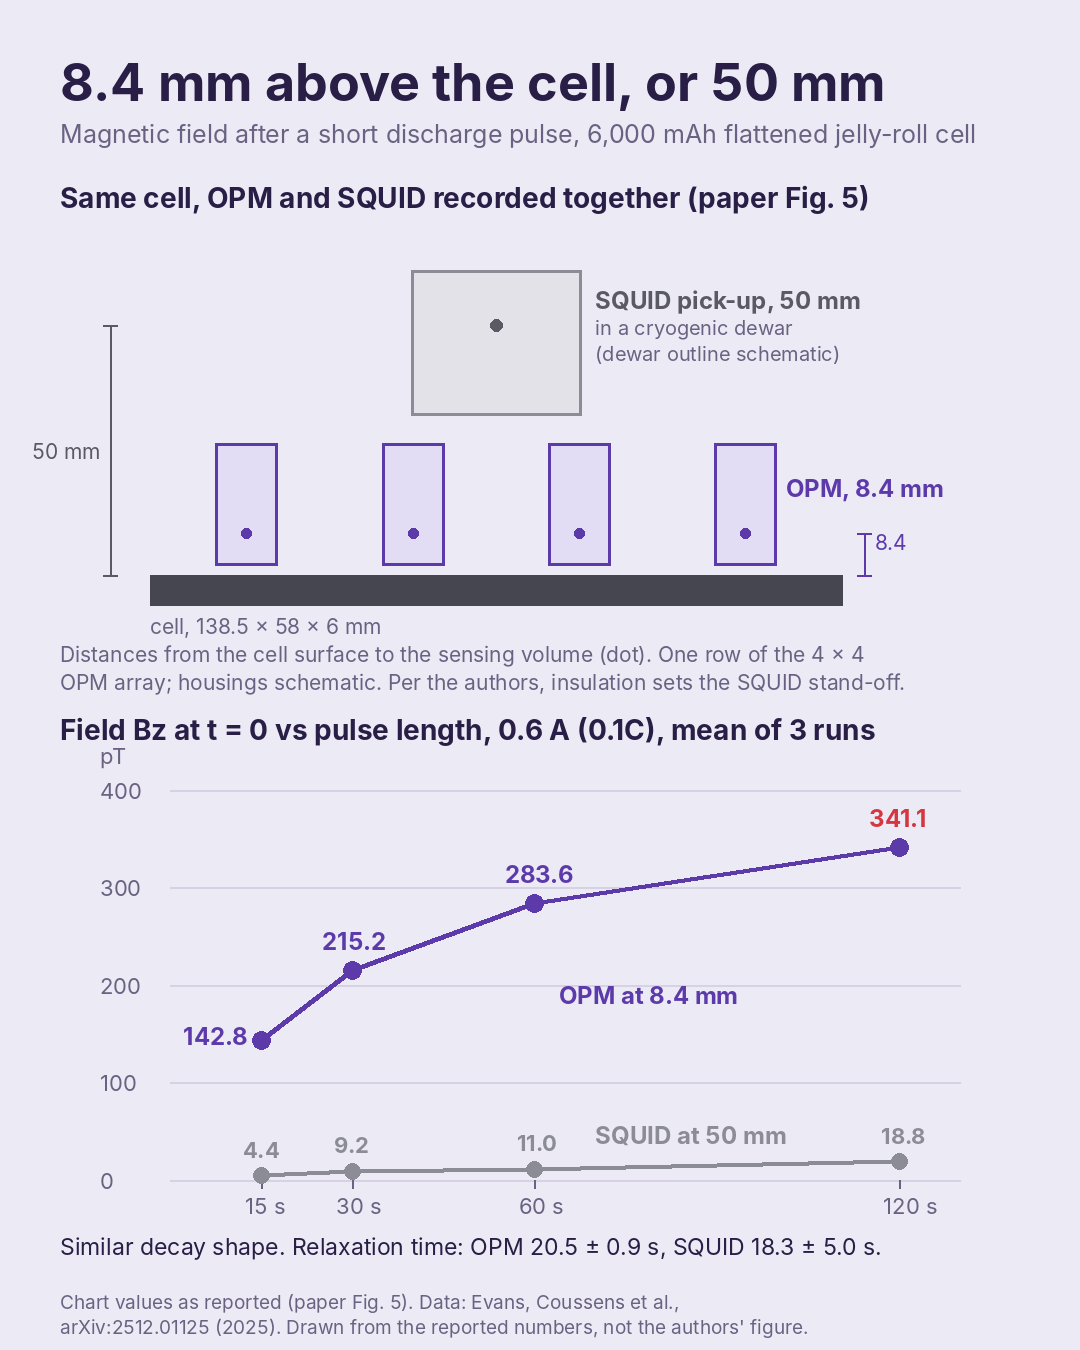 8.4 mm above the cell, or 50 mm
Magnetic field after a short discharge pulse, 6,000 mAh flattened jelly-roll cell
Same cell, OPM and SQUID recorded together (paper Fig. 5)
SQUID pick-up, 50 mm
in a cryogenic dewar
(dewar outline schematic)
50 mm
OPM, 8.4 mm
8.4
cell, 138.5 × 58 × 6 mm
Distances from the cell surface to the sensing volume (dot). One row of the 4 × 4
OPM array; housings schematic. Per the authors, insulation sets the SQUID stand-off.
Field Bz at t = 0 vs pulse length, 0.6 A (0.1C), mean of 3 runs
pT
400
341.1
300
283.6
215.2
200
OPM at 8.4 mm
142.8
100
SQUID at 50 mm
4.4
9.2
11.0
18.8
0
15 s
30 s
60 s
120 s
Similar decay shape. Relaxation time: OPM 20.5 ± 0.9 s, SQUID 18.3 ± 5.0 s.
Chart values as reported (paper Fig. 5). Data: Evans, Coussens et al.,
arXiv:2512.01125 (2025). Drawn from the reported numbers, not the authors' figure.